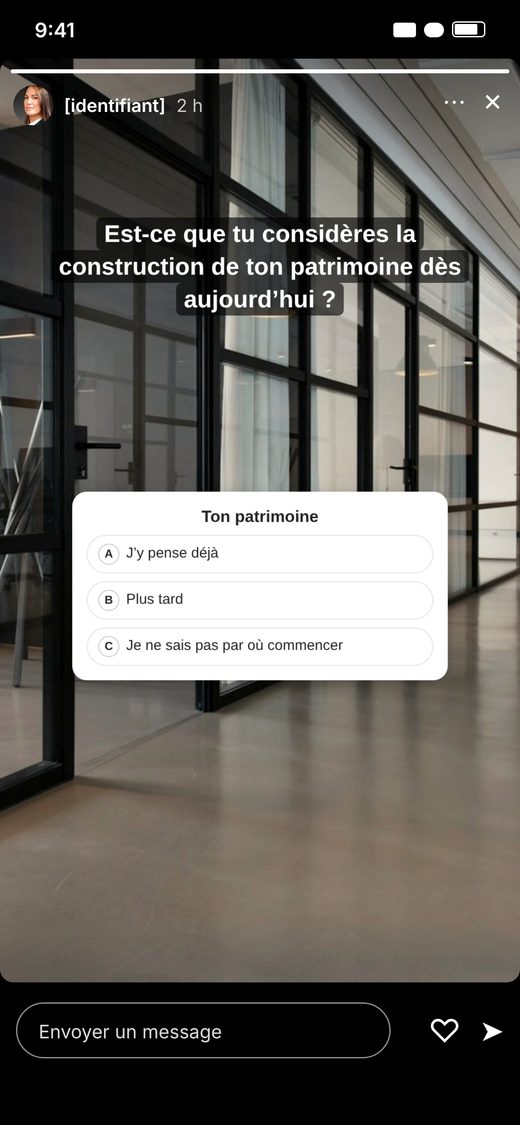 9:41
[identifiant] 2 h
Est-ce que tu considères la
construction de ton patrimoine dès
aujourd’hui ?
Ton patrimoine
A J’y pense déjà
B Plus tard
C Je ne sais pas par où commencer
Envoyer un message